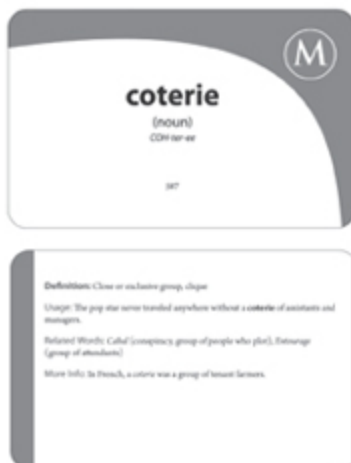 M
coterie
(noun)
COH-ter-ee
387
Definition: Close or exclusive group, clique
Usage: The pop star never traveled anywhere without a coterie of assistants and
managers.
Related Words: Cabal (conspiracy, group of people who plot), Entourage
(group of attendants)
More Info: In French, a coterie was a group of tenant farmers.